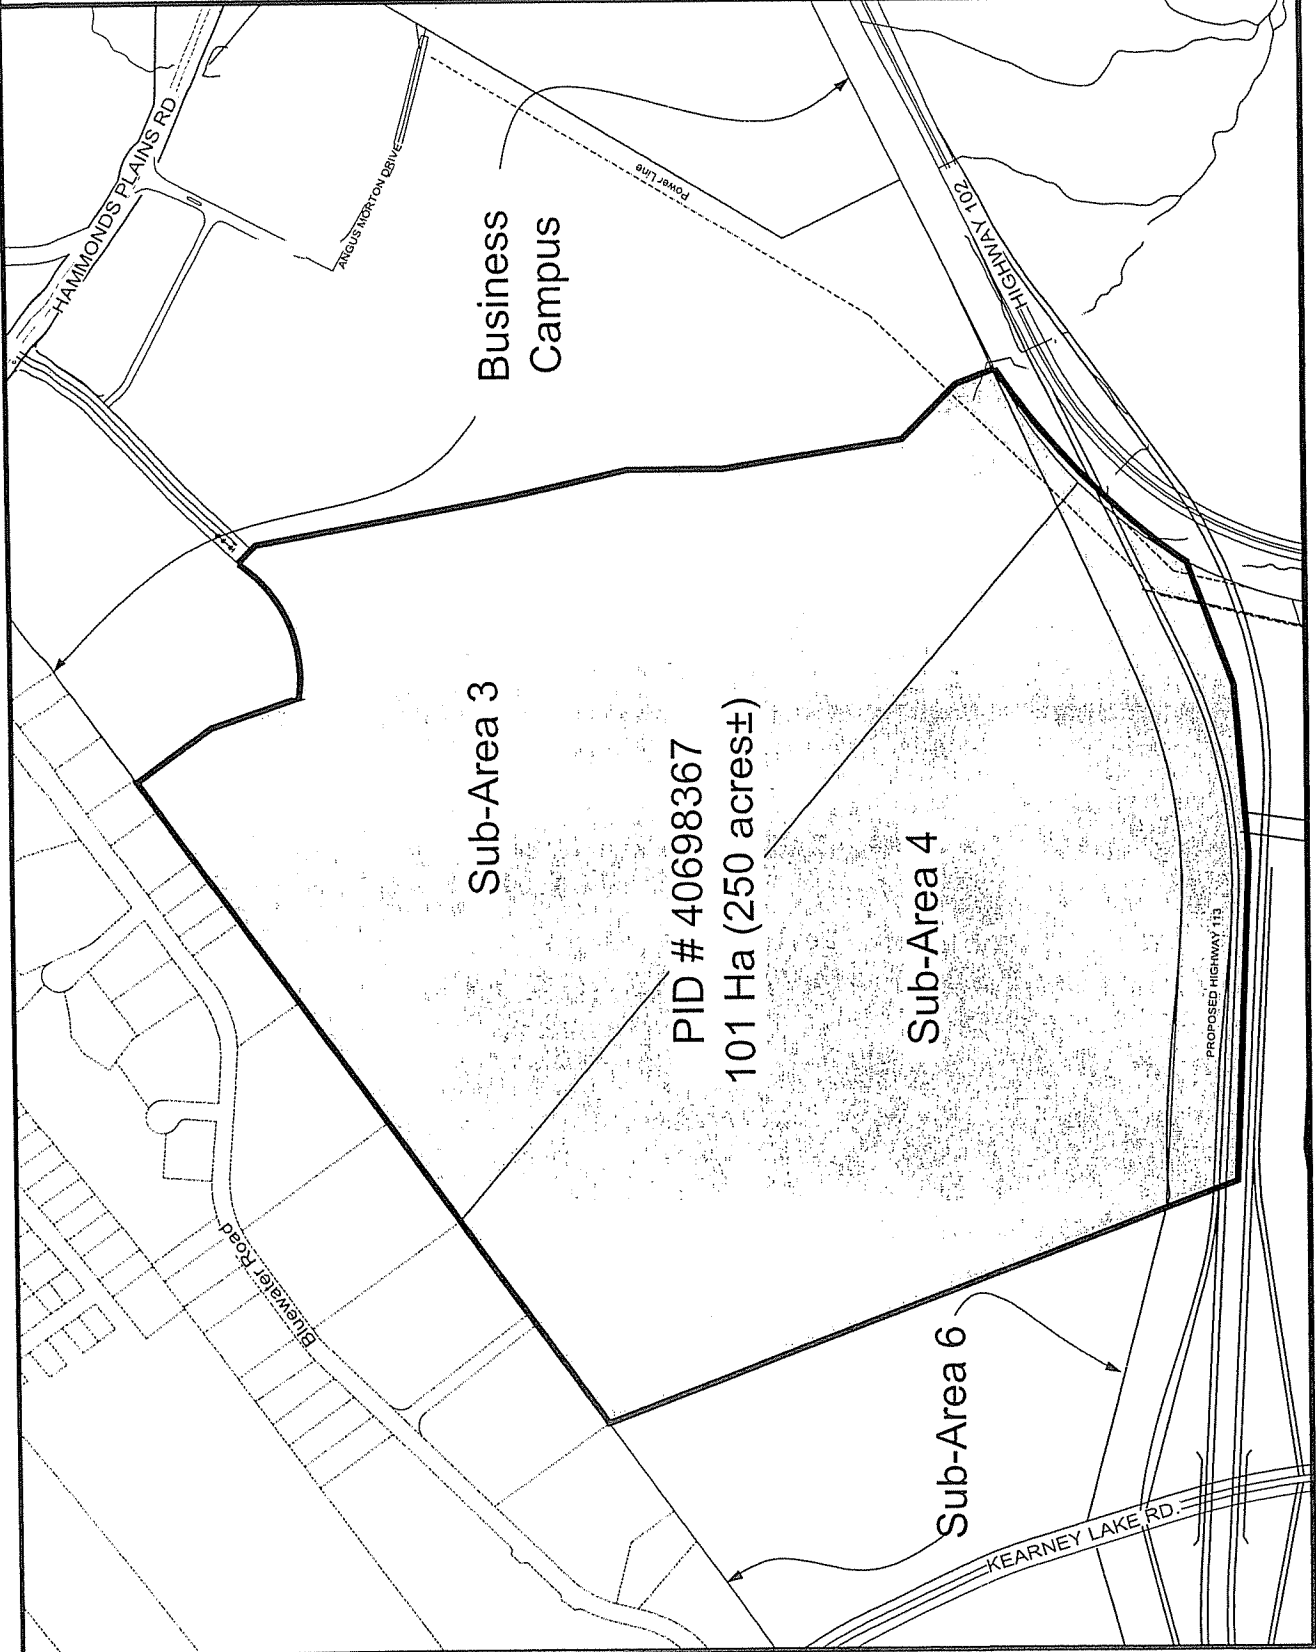 HAMMONDS PLAINS RD
ANGUS MORTON DRIVE
Power Line
HIGHWAY 102
Business
Campus
Sub-Area 3
PID # 40698367
101 Ha (250 acres±)
Sub-Area 4
PROPOSED HIGHWAY 113
Bluewater Road
Sub-Area 6
KEARNEY LAKE RD.